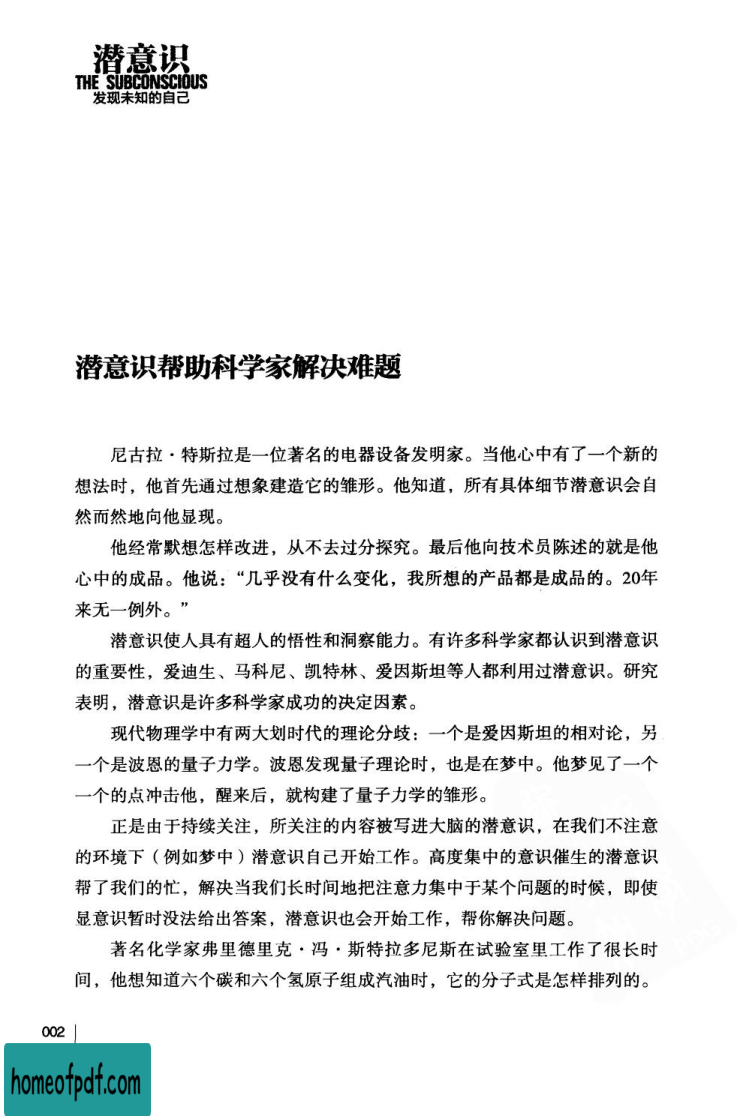 潜意识
THE SUBCONSCIOUS
发现未知的自己
潜意识帮助科学家解决难题
尼古拉·特斯拉是一位著名的电器设备发明家。当他心中有了一个新的
想法时，他首先通过想象建造它的雏形。他知道，所有具体细节潜意识会自
然而然地向他显现。
他经常默想怎样改进，从不去过分探究。最后他向技术员陈述的就是他
心中的成品。他说：“几乎没有什么变化，我所想的产品都是成品的。20年
来无一例外。”
潜意识使人具有超人的悟性和洞察能力。有许多科学家都认识到潜意识
的重要性，爱迪生、马科尼、凯特林、爱因斯坦等人都利用过潜意识。研究
表明，潜意识是许多科学家成功的决定因素。
现代物理学中有两大划时代的理论分歧：一个是爱因斯坦的相对论，另
一个是波恩的量子力学。波恩发现量子理论时，也是在梦中。他梦见了一个
一个的点冲击他，醒来后，就构建了量子力学的雏形。
正是由于持续关注，所关注的内容被写进大脑的潜意识，在我们不注意
的环境下（例如梦中）潜意识自己开始工作。高度集中的意识催生的潜意识
帮了我们的忙，解决当我们长时间地把注意力集中于某个问题的时候，即使
显意识暂时没法给出答案，潜意识也会开始工作，帮你解决问题。
著名化学家弗里德里克·冯·斯特拉多尼斯在试验室里工作了很长时
间，他想知道六个碳和六个氢原子组成汽油时，它的分子式是怎样排列的。
002
homeofpdf.com